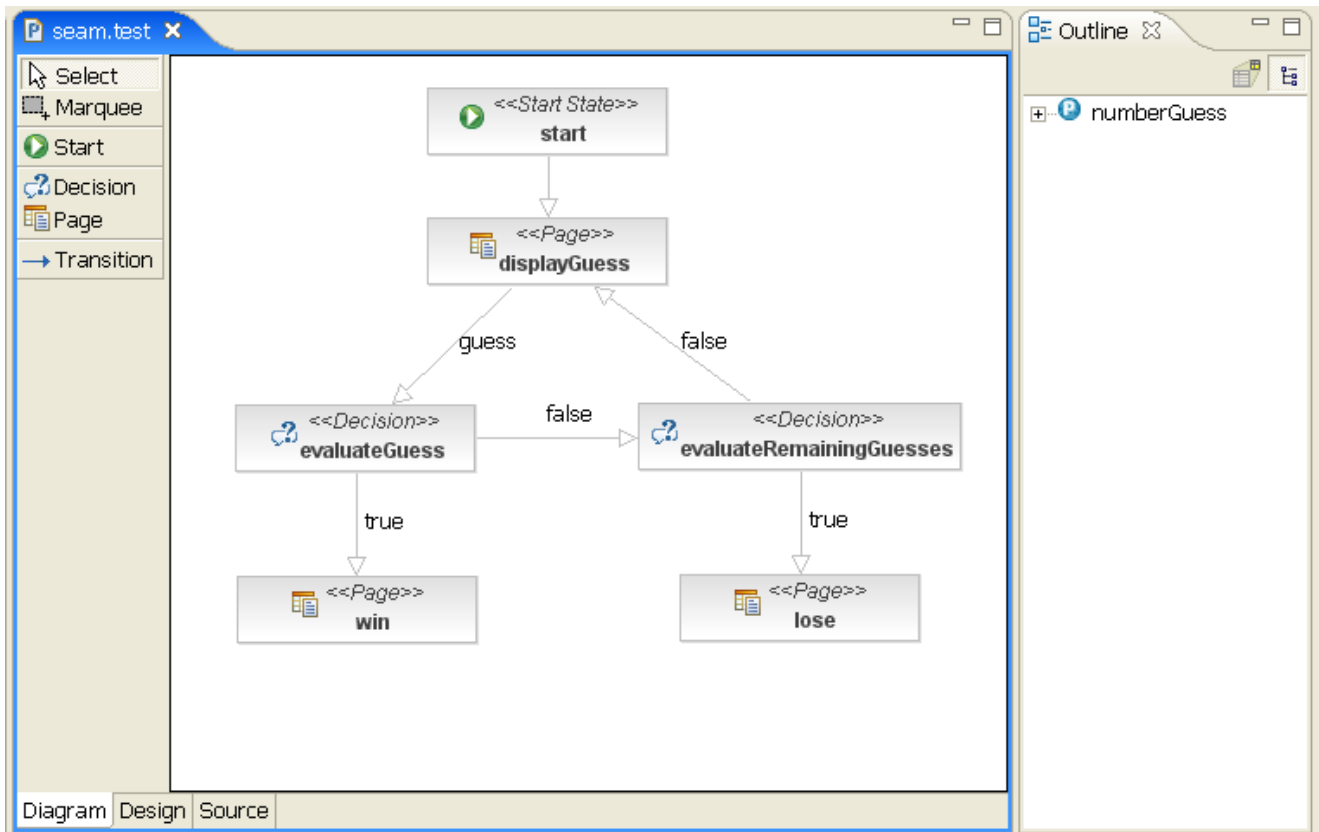 seam.test
Outline
Select
Marquee
Start
Decision
Page
Transition
<<Start State>>
start
<<Page>>
displayGuess
guess
false
<<Decision>>
evaluateGuess
false
<<Decision>>
evaluateRemainingGuesses
true
true
<<Page>>
win
<<Page>>
lose
Diagram Design Source
numberGuess